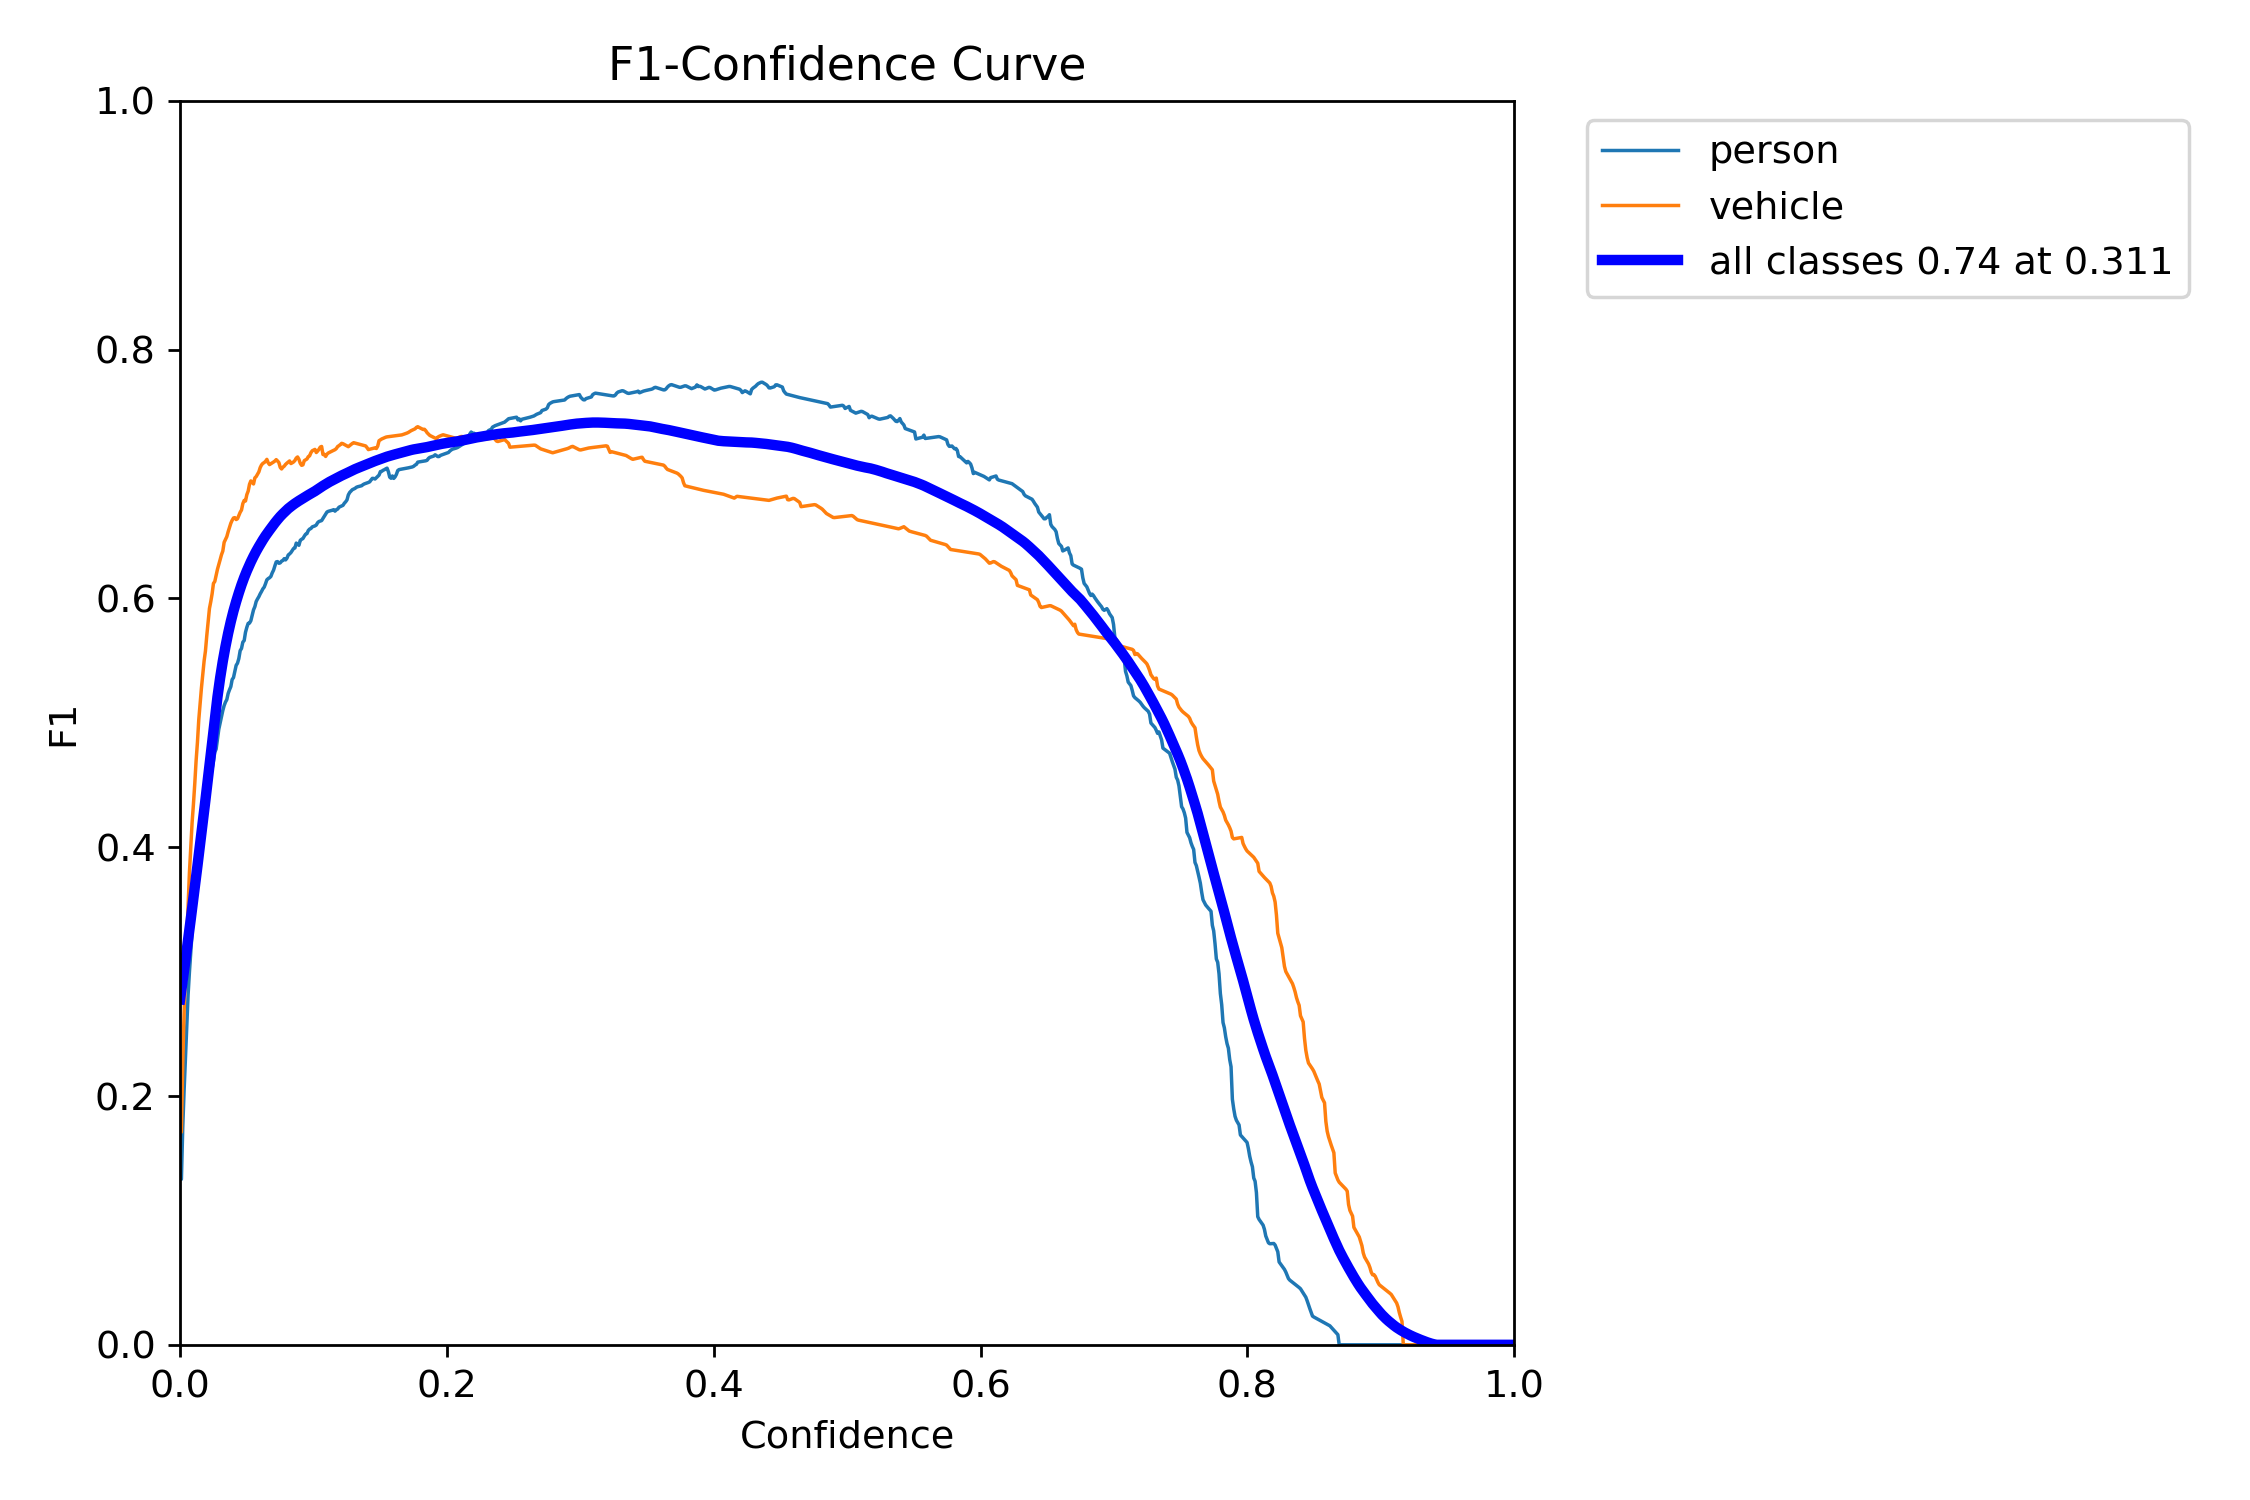 F1-Confidence Curve
1.0
0.8
0.6
0.4
0.2
0.0
F1
0.0 0.2 0.4 0.6 0.8 1.0
Confidence
person
vehicle
all classes 0.74 at 0.311